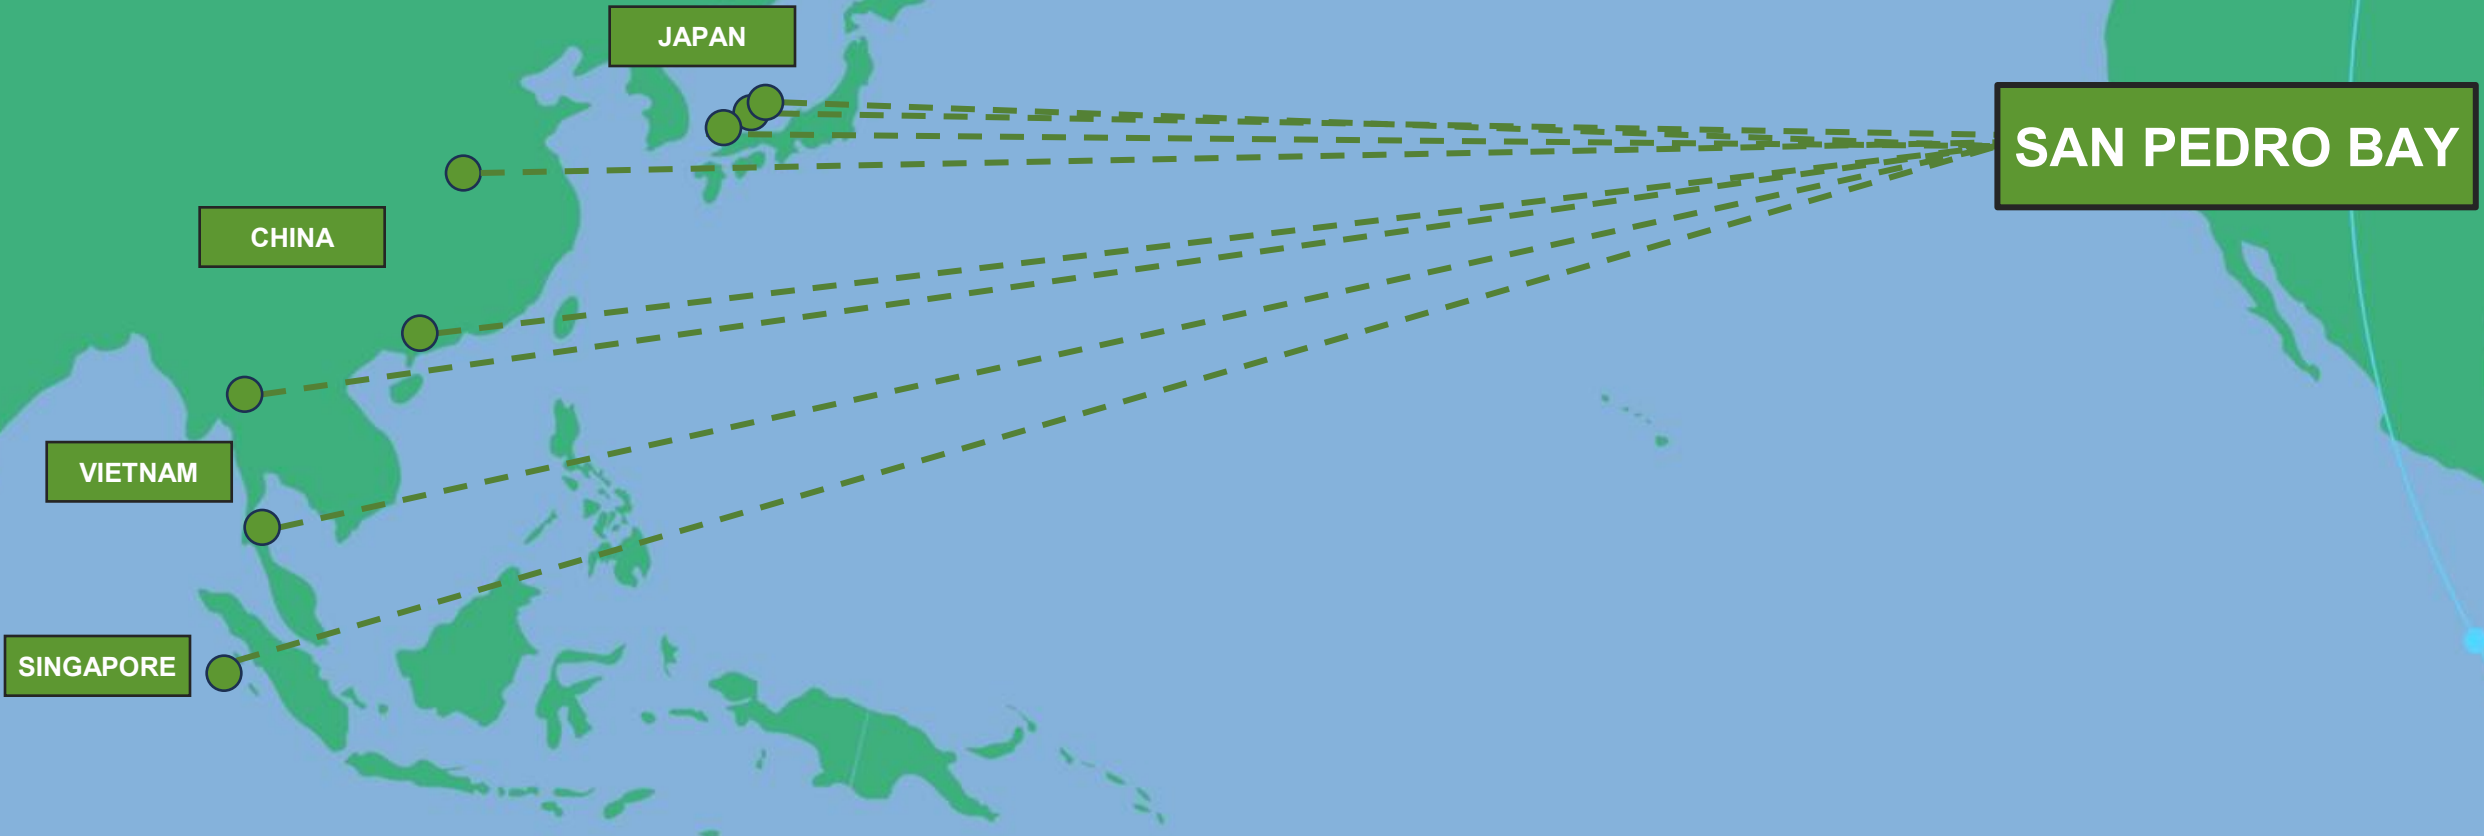 JAPAN
SAN PEDRO BAY
CHINA
VIETNAM
SINGAPORE